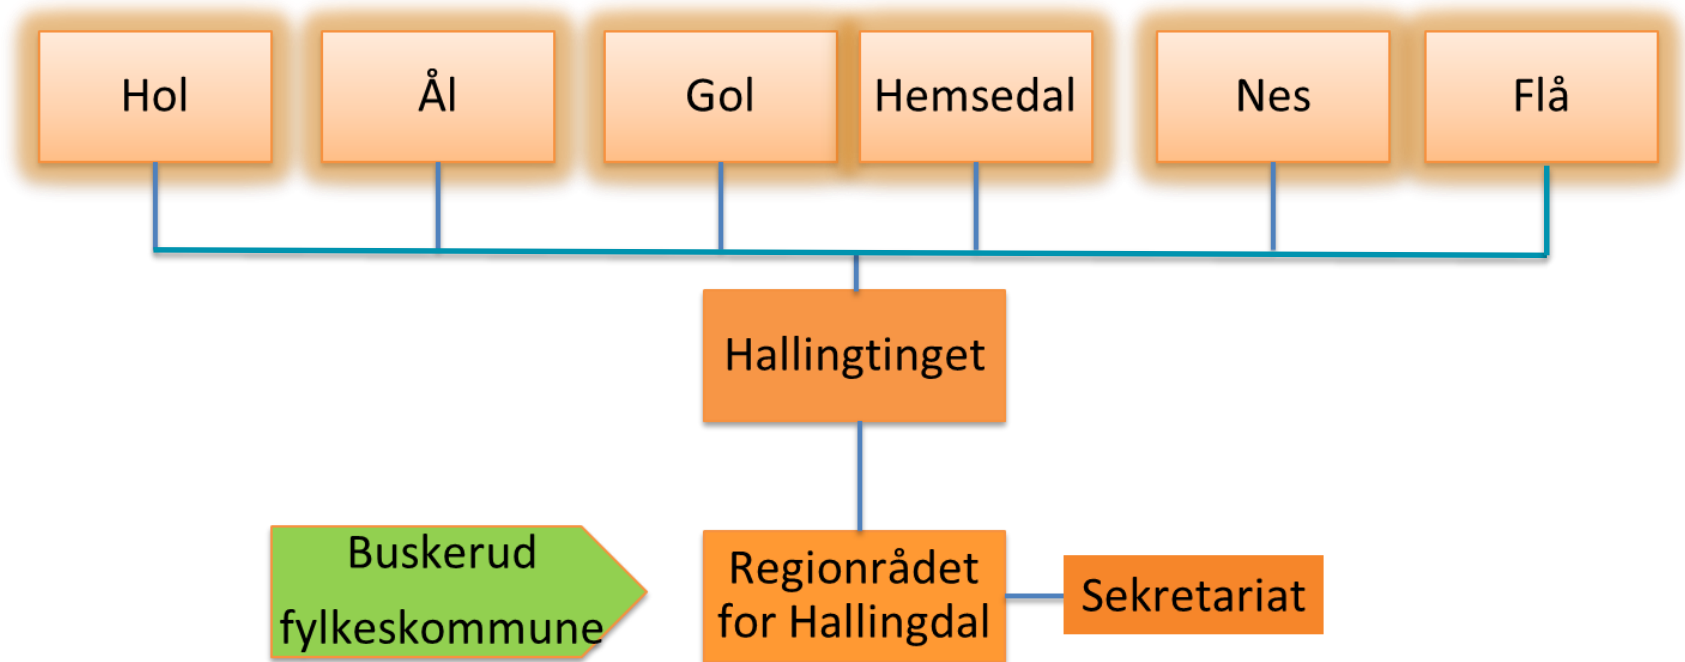 Hol
Ål
Gol
Hemsedal
Nes
Flå
Hallingtinget
Buskerud
fylkeskommune
Regionrådet
for Hallingdal
Sekretariat